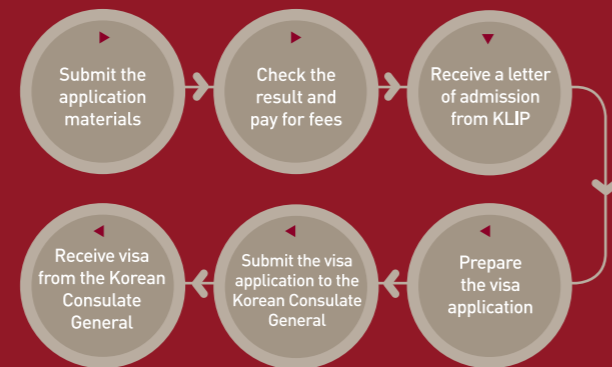 Submit the
application
materials
Check the
result and
pay for fees
Receive a letter
of admission
from KLIP
Prepare
the visa
application
Submit the visa
application to the
Korean Consulate
General
Receive visa
from the Korean
Consulate
General